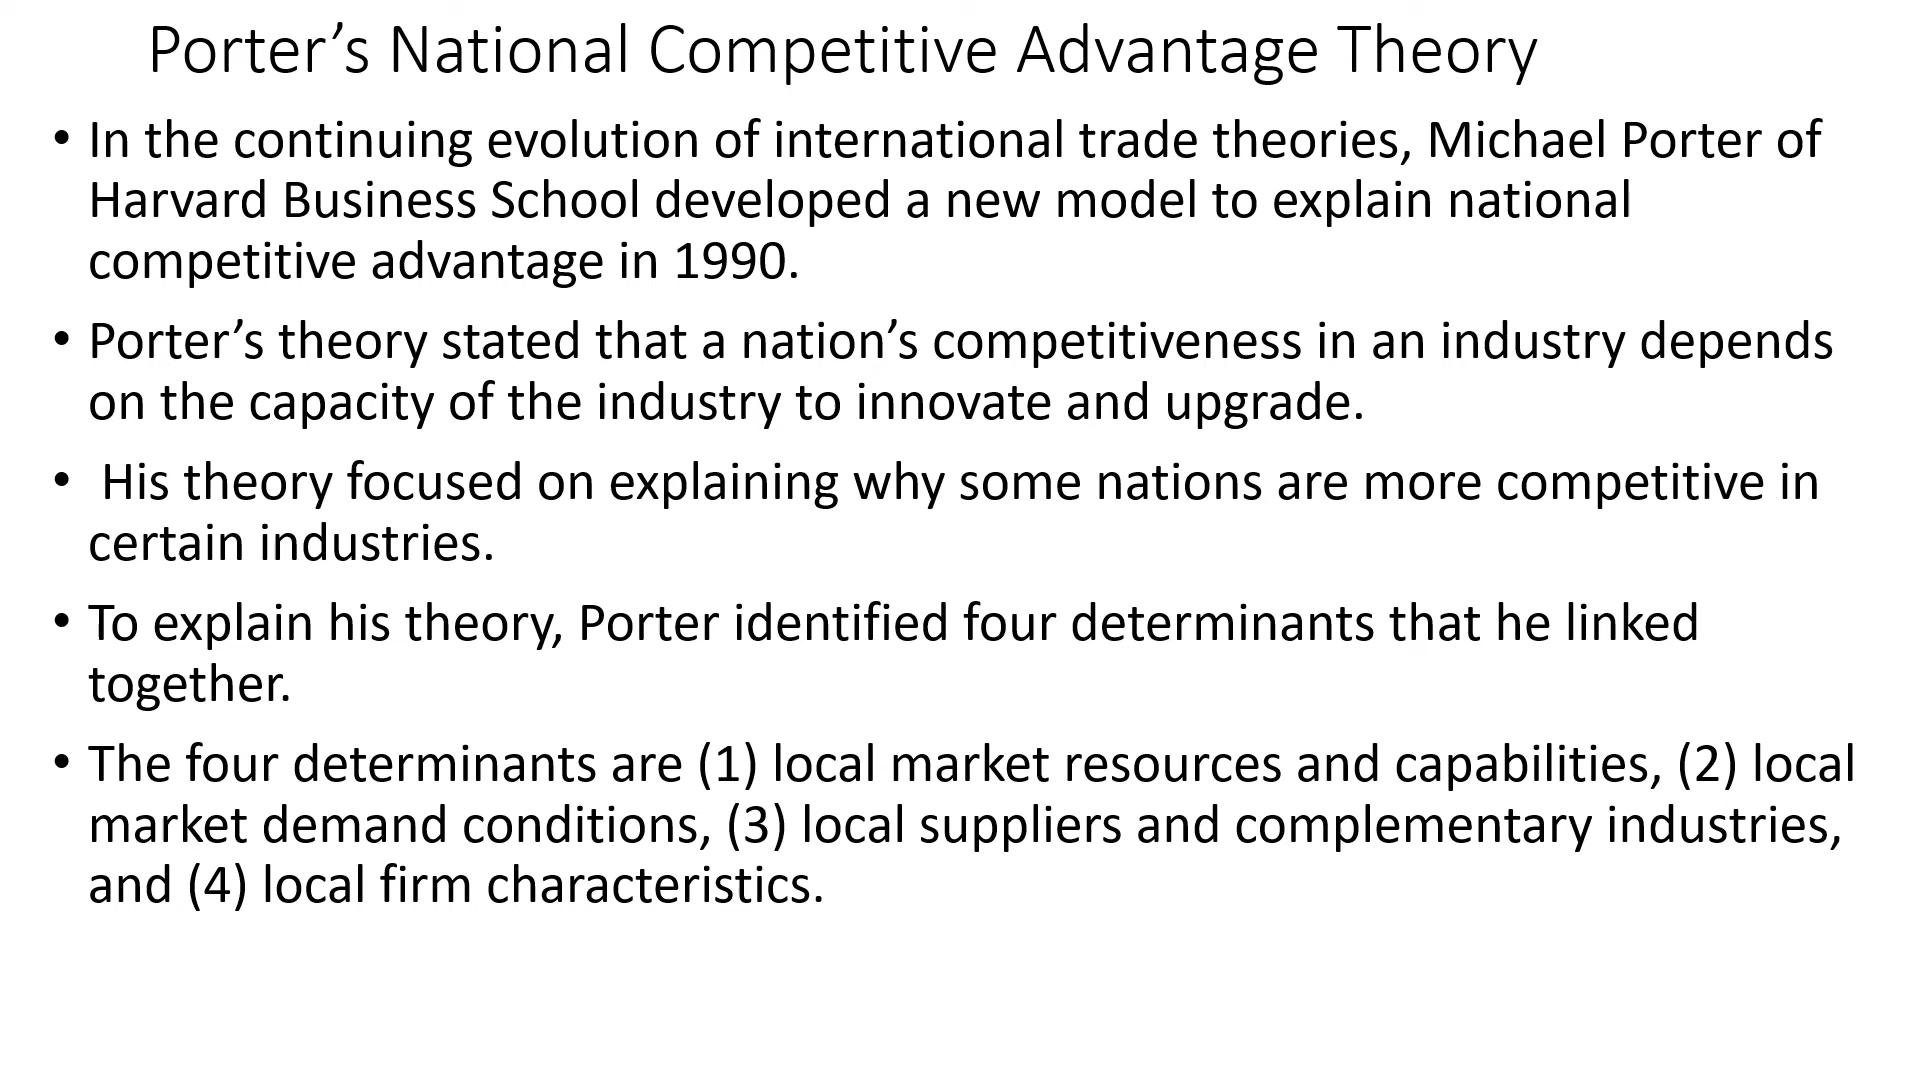 Porter’s National Competitive Advantage Theory
• In the continuing evolution of international trade theories, Michael Porter of
Harvard Business School developed a new model to explain national
competitive advantage in 1990.
• Porter’s theory stated that a nation’s competitiveness in an industry depends
on the capacity of the industry to innovate and upgrade.
• His theory focused on explaining why some nations are more competitive in
certain industries.
• To explain his theory, Porter identified four determinants that he linked
together.
• The four determinants are (1) local market resources and capabilities, (2) local
market demand conditions, (3) local suppliers and complementary industries,
and (4) local firm characteristics.